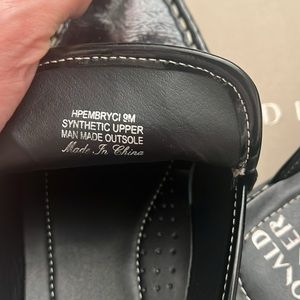 HPEMBRYCI 9M
SYNTHETIC UPPER
MAN MADE OUTSOLE
Made In China